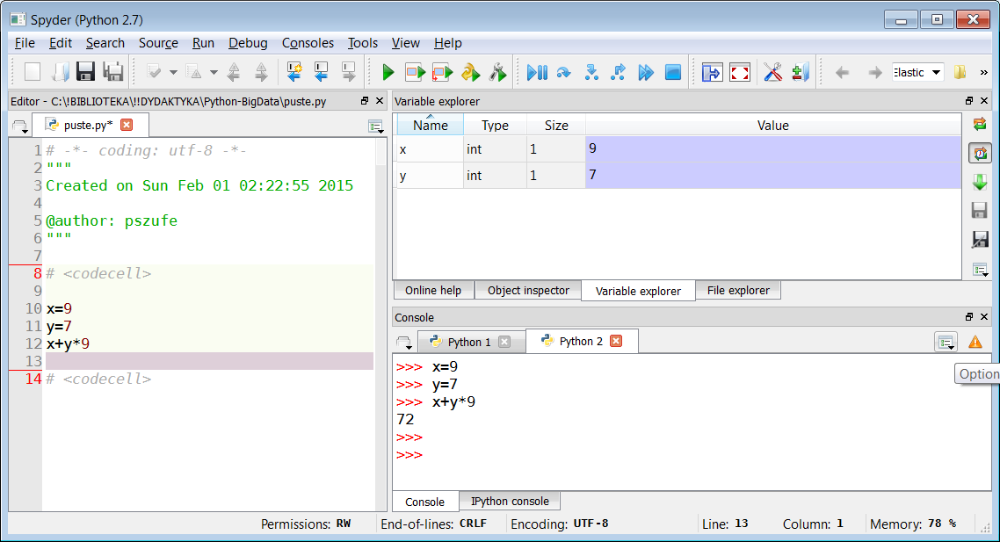 Spyder (Python 2.7)
File Edit Search Source Run Debug Consoles Tools View Help
Elastic
»
Editor - C:\!BIBLIOTEKA\!!DYDAKTYKA\Python-BigData\puste.py
puste.py*
1 # -*- coding: utf-8 -*-
2 """
3 Created on Sun Feb 01 02:22:55 2015
4
5 @author: pszufe
6 """
7
8 # <codecell>
9
10 x=9
11 y=7
12 x+y*9
13
14 # <codecell>
Variable explorer
Name Type Size Value
x int 1 9
y int 1 7
Online help Object inspector Variable explorer File explorer
Console
Python 1 Python 2
>>> x=9
>>> y=7
>>> x+y*9
72
>>>
>>>
Option
Console IPython console
Permissions: RW End-of-lines: CRLF Encoding: UTF-8 Line: 13 Column: 1 Memory: 78 %